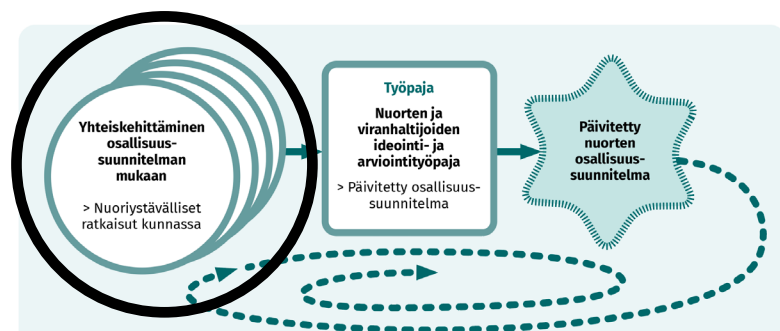 Yhteiskehittäminen
osallisuus-
suunnitelman
mukaan
> Nuoriystävälliset
ratkaisut kunnassa
Työpaja
Nuorten ja
viranhaltijoiden
ideointi- ja
arviointityöpaja
> Päivitetty osallisuus-
suunnitelma
Päivitetty
nuorten
osallisuus-
suunnitelma